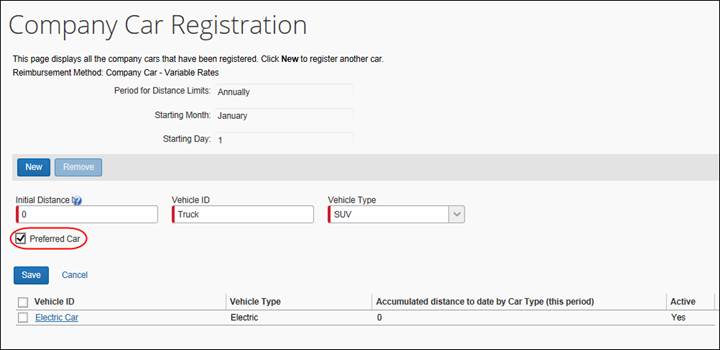 Company Car Registration
This page displays all the company cars that have been registered. Click New to register another car.
Reimbursement Method: Company Car - Variable Rates
Period for Distance Limits: Annually
Starting Month: January
Starting Day: 1
New Remove
Initial Distance ? Vehicle ID Vehicle Type
0 Truck SUV
Preferred Car
Save Cancel
Vehicle ID Vehicle Type Accumulated distance to date by Car Type (this period) Active
Electric Car Electric 0 Yes